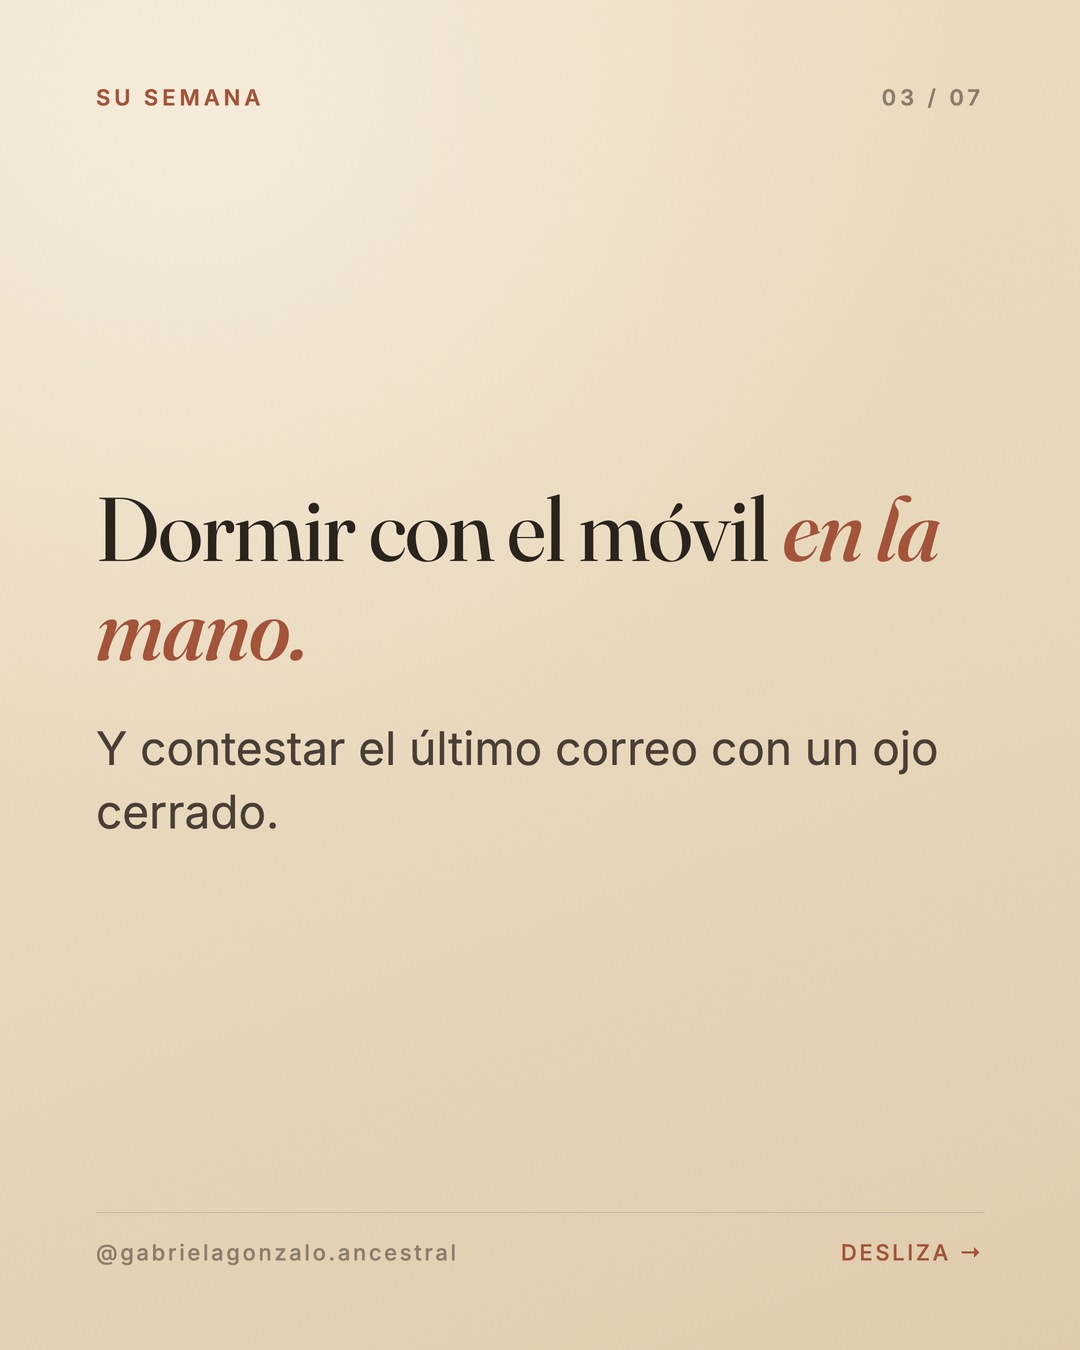 SU SEMANA
03 / 07
Dormir con el móvil en la
mano.
Y contestar el último correo con un ojo
cerrado.
@gabrielagonzalo.ancestral
DESLIZA →